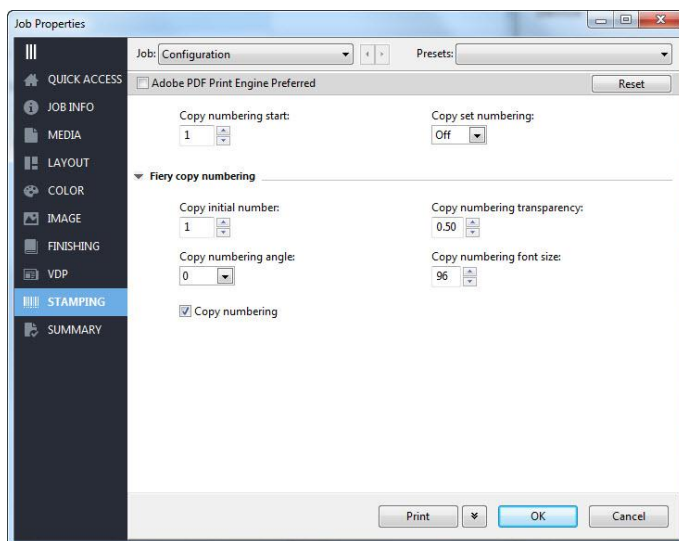 Job Properties
Job: Configuration Presets:
QUICK ACCESS
Adobe PDF Print Engine Preferred Reset
JOB INFO
MEDIA
LAYOUT
COLOR
IMAGE
FINISHING
VDP
STAMPING
SUMMARY
Copy numbering start: Copy set numbering:
1 Off
Fiery copy numbering
Copy initial number: Copy numbering transparency:
1 0.50
Copy numbering angle: Copy numbering font size:
0 96
Copy numbering
Print OK Cancel